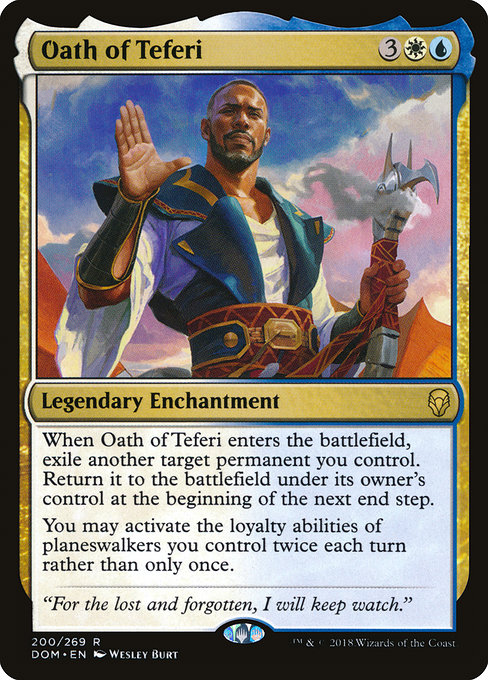 Oath of Teferi 3
Legendary Enchantment
When Oath of Teferi enters the battlefield,
exile another target permanent you control.
Return it to the battlefield under its owner's
control at the beginning of the next end step.
You may activate the loyalty abilities of
planeswalkers you control twice each turn
rather than only once.
"For the lost and forgotten, I will keep watch."
200/269 R
DOM • EN Wesley Burt
™ & © 2018 Wizards of the Coast